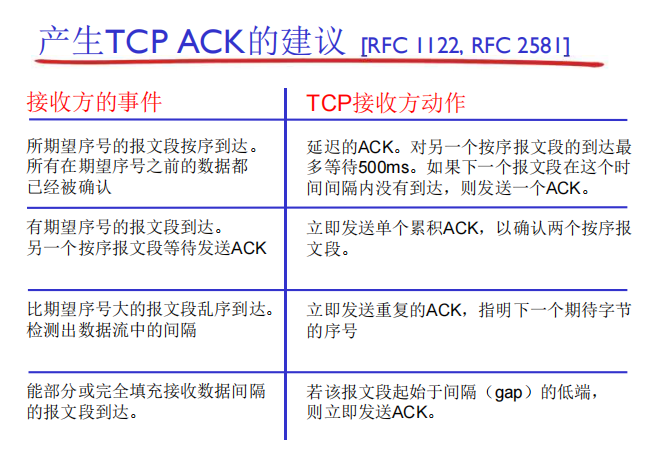 产生TCP ACK的建议 [RFC 1122, RFC 2581]
接收方的事件
TCP接收方动作
所期望序号的报文段按序到达。
所有在期望序号之前的数据都
已经被确认
延迟的ACK。对另一个按序报文段的到达最
多等待500ms。如果下一个报文段在这个时
间间隔内没有到达，则发送一个ACK。
有期望序号的报文段到达。
另一个按序报文段等待发送ACK
立即发送单个累积ACK，以确认两个按序报
文段。
比期望序号大的报文段乱序到达。
检测出数据流中的间隔
立即发送重复的ACK，指明下一个期待字节
的序号
能部分或完全填充接收数据间隔
的报文段到达。
若该报文段起始于间隔（gap）的低端，
则立即发送ACK。